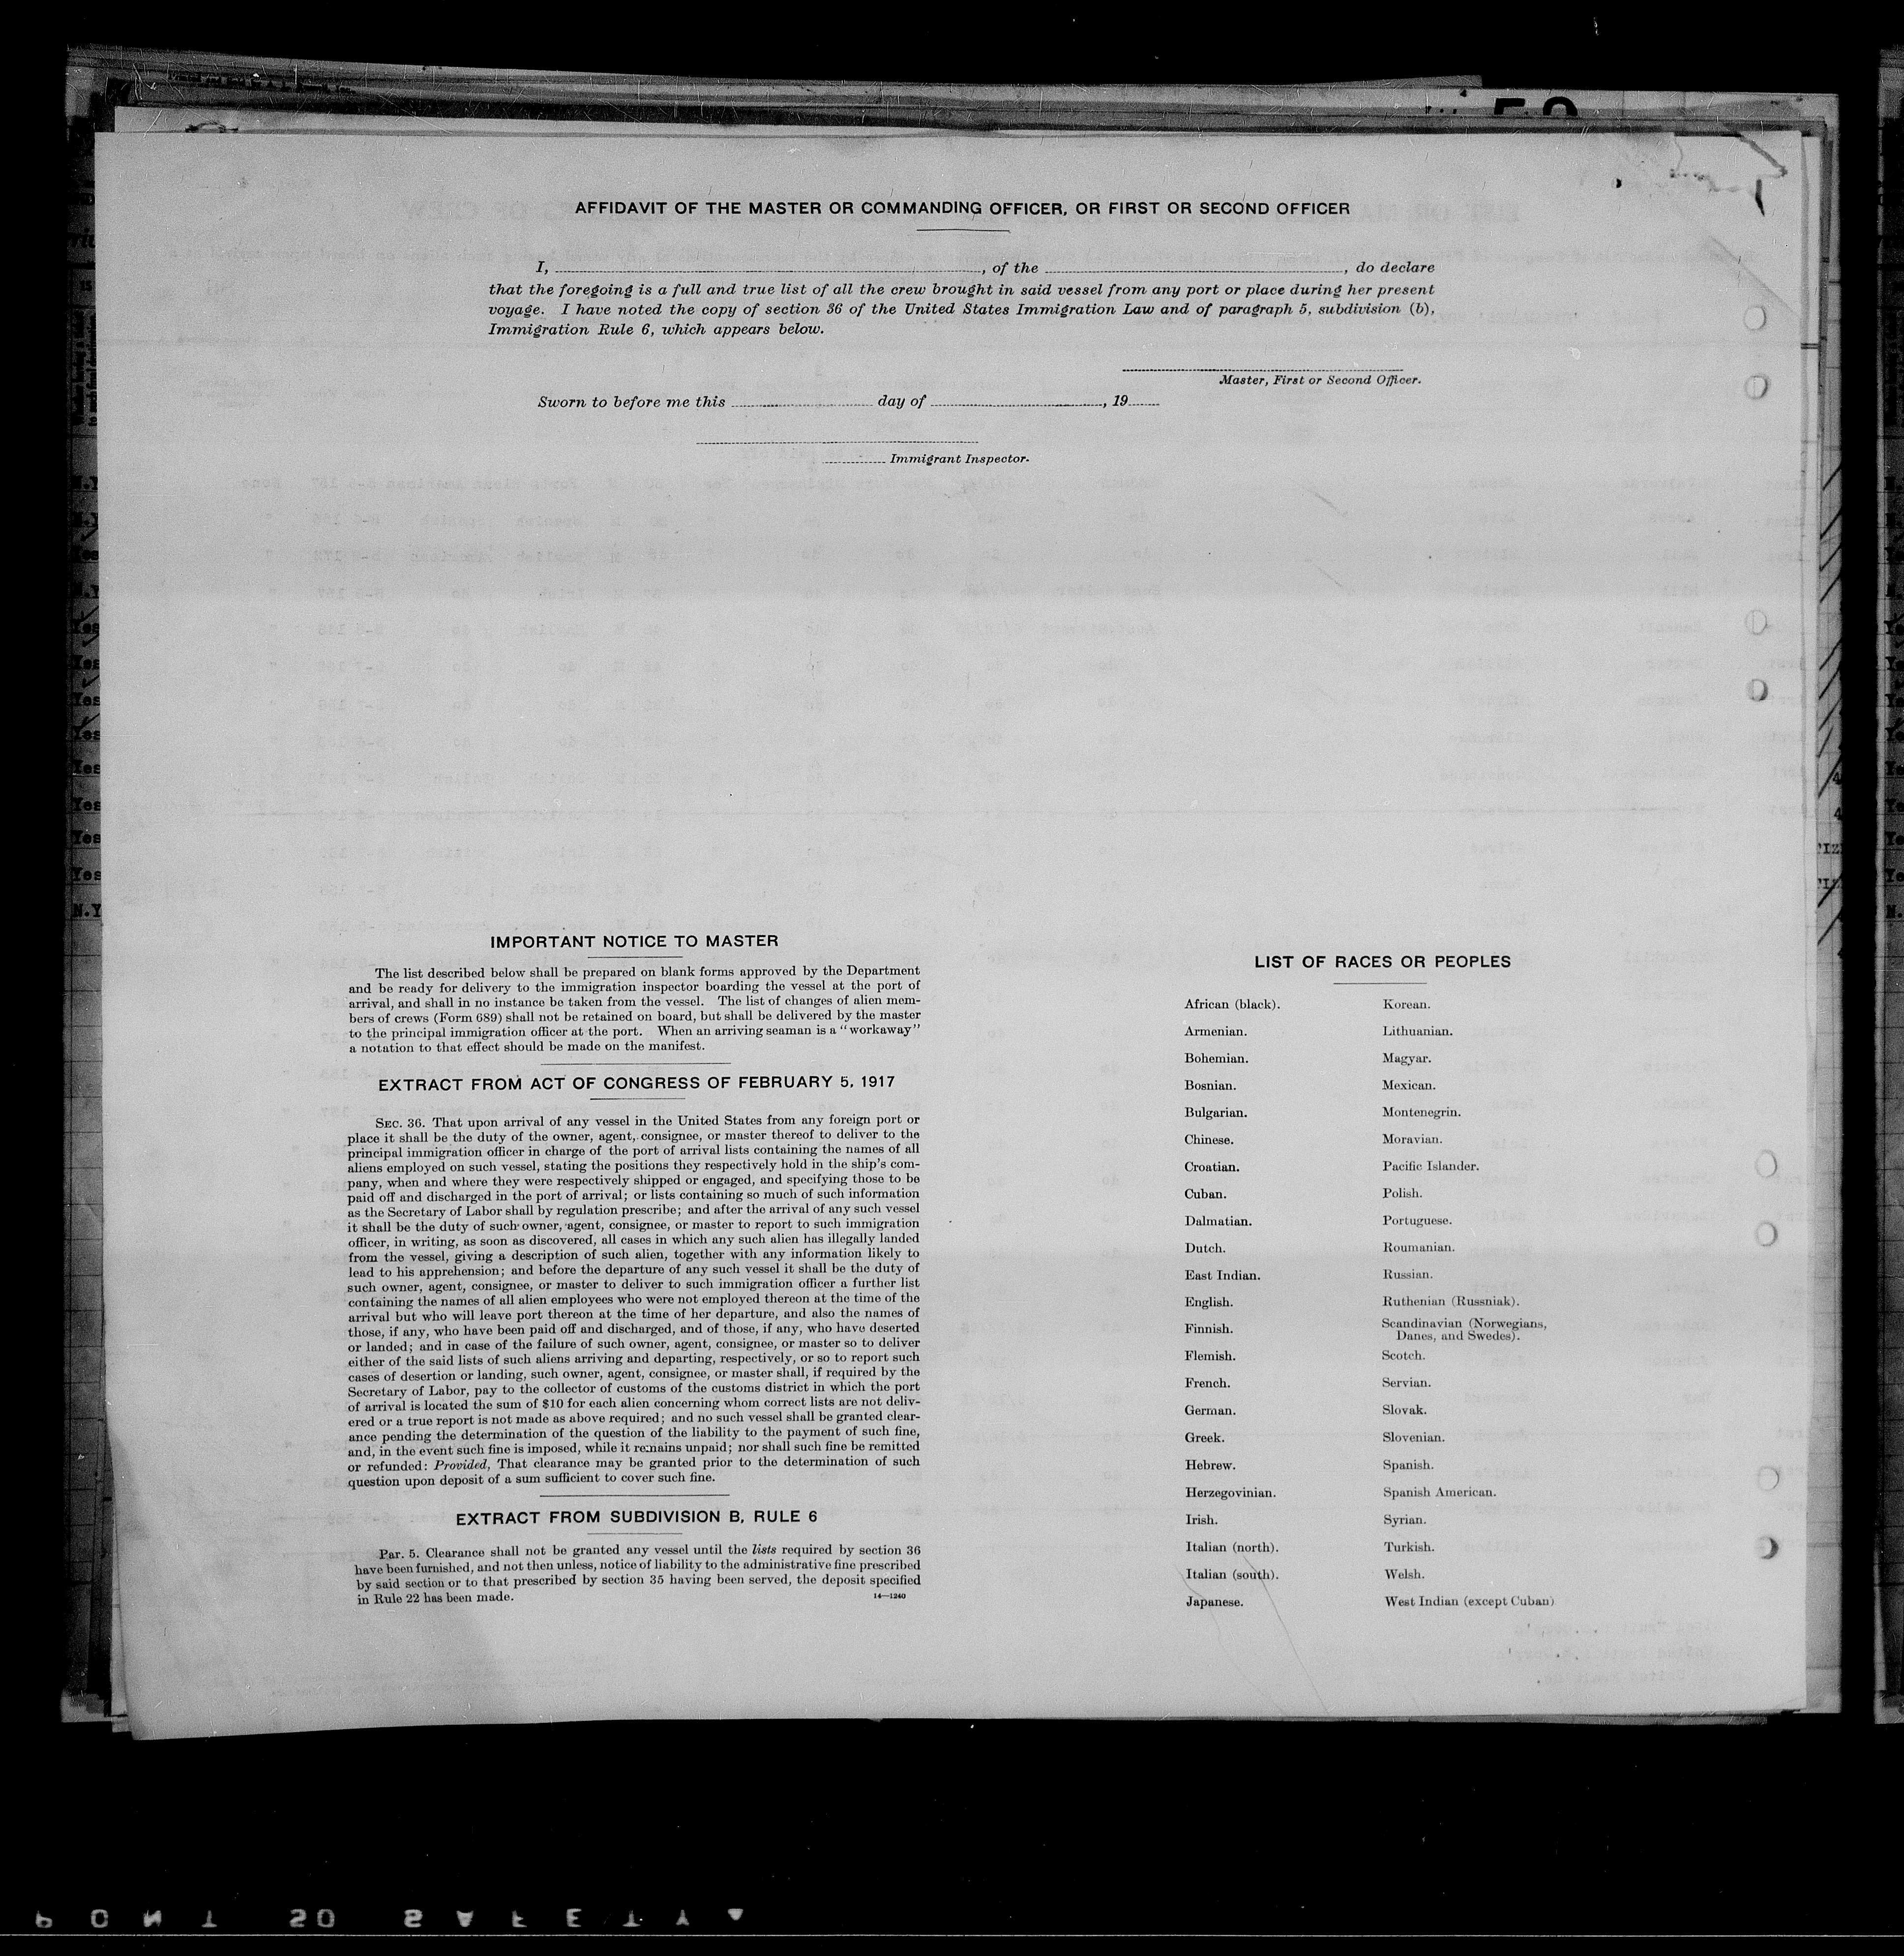 AFFIDAVIT OF THE MASTER OR COMMANDING OFFICER, OR FIRST OR SECOND OFFICER
I, , of the , do declare
that the foregoing is a full and true list of all the crew brought in said vessel from any port or place during her present
voyage. I have noted the copy of section 36 of the United States Immigration Law and of paragraph 5, subdivision (b),
Immigration Rule 6, which appears below.
Master, First or Second Officer.
Sworn to before me this day of , 19
Immigrant Inspector.
IMPORTANT NOTICE TO MASTER
The list described below shall be prepared on blank forms approved by the Department
and be ready for delivery to the immigration inspector boarding the vessel at the port of
arrival, and shall in no instance be taken from the vessel. The list of changes of alien mem-
bers of crews (Form 689) shall not be retained on board, but shall be delivered by the master
to the principal immigration officer at the port. When an arriving seaman is a "workaway"
a notation to that effect should be made on the manifest.
EXTRACT FROM ACT OF CONGRESS OF FEBRUARY 5, 1917
SEC. 36. That upon arrival of any vessel in the United States from any foreign port or
place it shall be the duty of the owner, agent, consignee, or master thereof to deliver to the
principal immigration officer in charge of the port of arrival lists containing the names of all
aliens employed on such vessel, stating the positions they respectively hold in the ship's com-
pany, when and where they were respectively shipped or engaged, and specifying those to be
paid off and discharged in the port of arrival; or lists containing so much of such information
as the Secretary of Labor shall by regulation prescribe; and after the arrival of any such vessel
it shall be the duty of such owner, agent, consignee, or master to report to such immigration
officer, in writing, as soon as discovered, all cases in which any such alien has illegally landed
from the vessel, giving a description of such alien, together with any information likely to
lead to his apprehension; and before the departure of any such vessel it shall be the duty of
such owner, agent, consignee, or master to deliver to such immigration officer a further list
containing the names of all alien employees who were not employed thereon at the time of the
arrival but who will leave port thereon at the time of her departure, and also the names of
those, if any, who have been paid off and discharged, and of those, if any, who have deserted
or landed; and in case of the failure of such owner, agent, consignee, or master so to deliver
either of the said lists of such aliens arriving and departing, respectively, or so to report such
cases of desertion or landing, such owner, agent, consignee, or master shall, if required by the
Secretary of Labor, pay to the collector of customs of the customs district in which the port
of arrival is located the sum of $10 for each alien concerning whom correct lists are not deliv-
ered or a true report is not made as above required; and no such vessel shall be granted clear-
ance pending the determination of the question of the liability to the payment of such fine,
and, in the event such fine is imposed, while it remains unpaid; nor shall such fine be remitted
or refunded: Provided, That clearance may be granted prior to the determination of such
question upon deposit of a sum sufficient to cover such fine.
EXTRACT FROM SUBDIVISION B, RULE 6
Par. 5. Clearance shall not be granted any vessel until the lists required by section 36
have been furnished, and not then unless, notice of liability to the administrative fine prescribed
by said section or to that prescribed by section 35 having been served, the deposit specified
in Rule 22 has been made.
14—1240
LIST OF RACES OR PEOPLES
African (black).
Armenian.
Bohemian.
Bosnian.
Bulgarian.
Chinese.
Croatian.
Cuban.
Dalmatian.
Dutch.
East Indian.
English.
Finnish.
Flemish.
French.
German.
Greek.
Hebrew.
Herzegovinian.
Irish.
Italian (north).
Italian (south).
Japanese.
Korean.
Lithuanian.
Magyar.
Mexican.
Montenegrin.
Moravian.
Pacific Islander.
Polish.
Portuguese.
Roumanian.
Russian.
Ruthenian (Russniak).
Scandinavian (Norwegians,
Danes, and Swedes).
Scotch.
Servian.
Slovak.
Slovenian.
Spanish.
Spanish American.
Syrian.
Turkish.
Welsh.
West Indian (except Cuban)